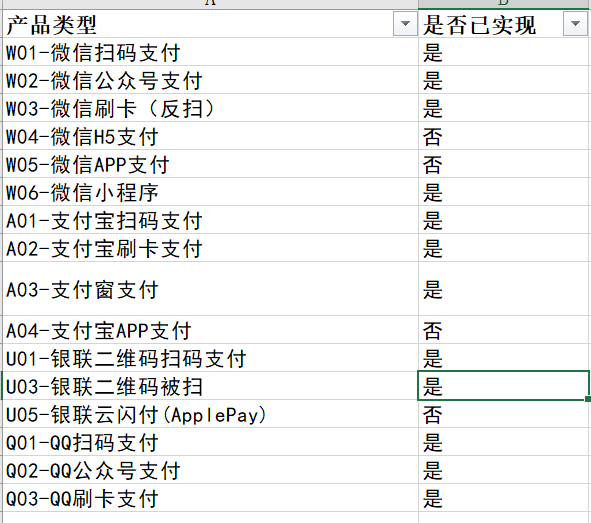 A D
产品类型 是否已实现
W01-微信扫码支付 是
W02-微信公众号支付 是
W03-微信刷卡（反扫） 是
W04-微信H5支付 否
W05-微信APP支付 否
W06-微信小程序 是
A01-支付宝扫码支付 是
A02-支付宝刷卡支付 是
A03-支付窗支付 是
A04-支付宝APP支付 否
U01-银联二维码扫码支付 是
U03-银联二维码被扫 是
U05-银联云闪付(ApplePay) 否
Q01-QQ扫码支付 是
Q02-QQ公众号支付 是
Q03-QQ刷卡支付 是